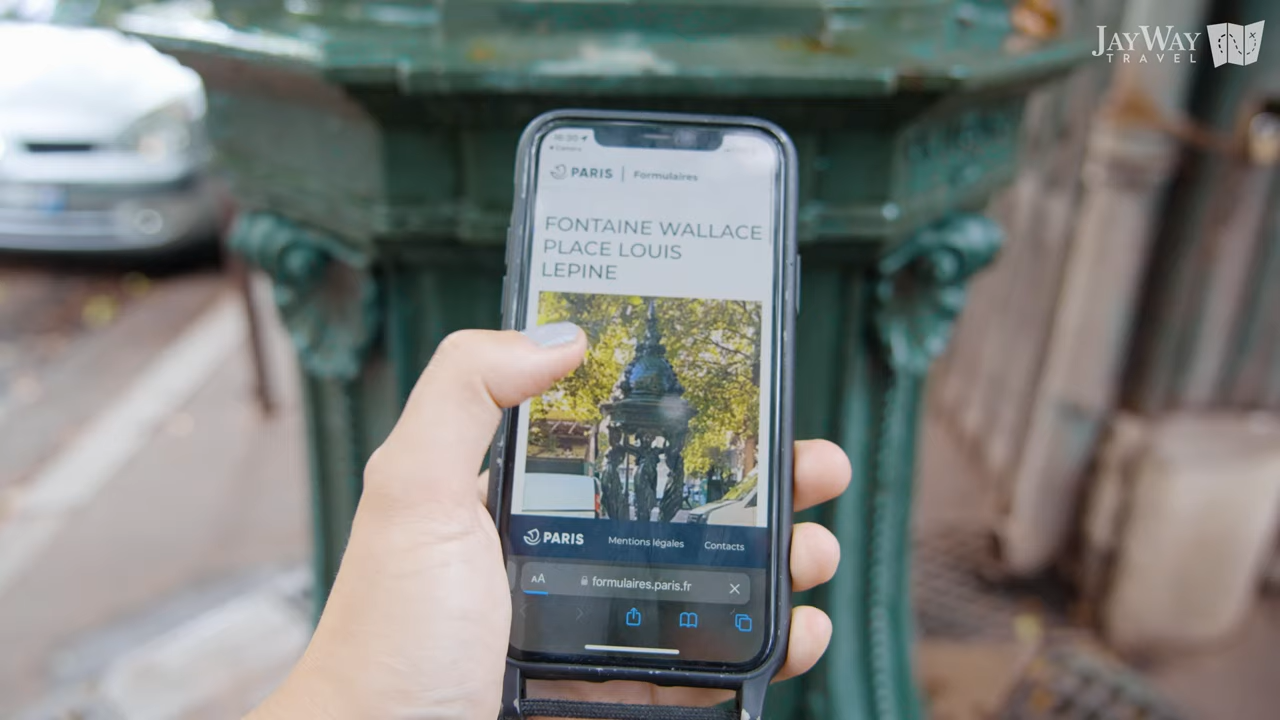 JAYWAY
TRAVEL
PARIS | Formulaires
FONTAINE WALLACE
PLACE LOUIS
LEPINE
PARIS Mentions légales Contacts
AA formulaires.paris.fr